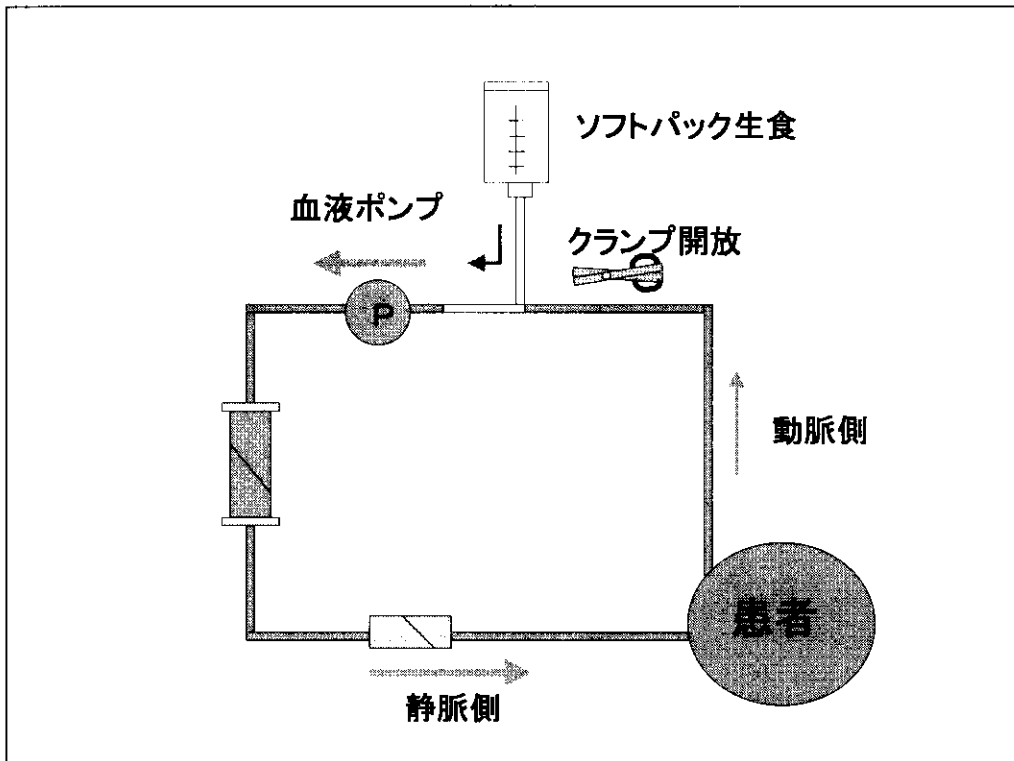 ソフトパック生食
血液ポンプ
クランプ開放
P
動脈側
患者
静脈側